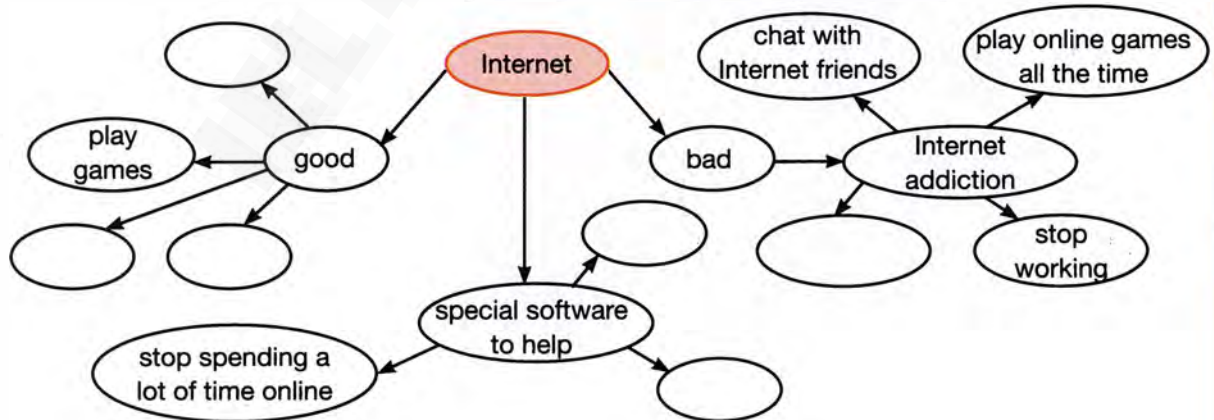 Internet
chat with
Internet friends
play online games
all the time
play
games
good
bad
Internet
addiction
stop
working
special software
to help
stop spending a
lot of time online